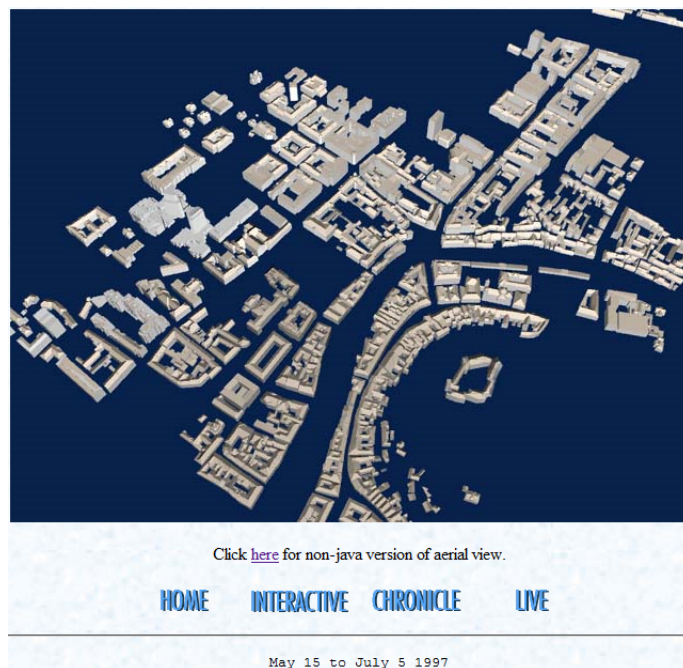 Click here for non-java version of aerial view.
HOME INTERACTIVE CHRONICLE LIVE
May 15 to July 5 1997